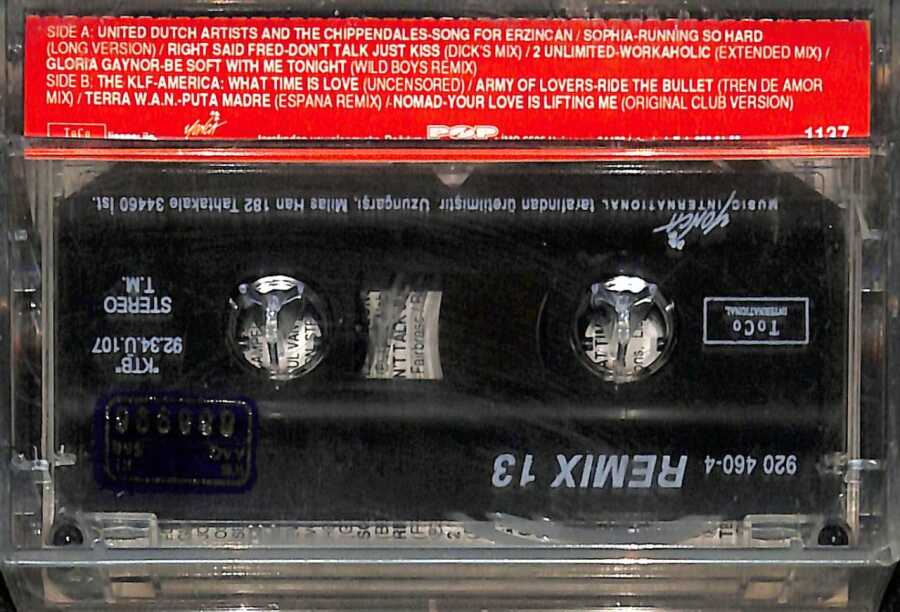 SIDE A: UNITED DUTCH ARTISTS AND THE CHIPPENDALES-SONG FOR ERZINCAN / SOPHIA-RUNNING SO HARD
(LONG VERSION) / RIGHT SAID FRED-DON'T TALK JUST KISS (DICK'S MIX) / 2 UNLIMITED-WORKAHOLIC (EXTENDED MIX) /
GLORIA GAYNOR-BE SOFT WITH ME TONIGHT (WILD BOYS REMIX)
SIDE B: THE KLF-AMERICA: WHAT TIME IS LOVE (UNCENSORED) / ARMY OF LOVERS-RIDE THE BULLET (TREN DE AMOR
MIX) / TERRA W.A.N.-PUTA MADRE (ESPANA REMIX) / NOMAD-YOUR LOVE IS LIFTING ME (ORIGINAL CLUB VERSION)
ToCo
POP
1137
920 460-4 REMIX 13
"KTB"
92.34.U.107
STEREO
T.M.
ToCo
INTERNATIONAL
N'T TALK
Fairbrass
MUSIC INTERNATIONAL tarafından üretilmiştir Uzunçarşı, Milas Han 182 Tahtakale 34460 İst.